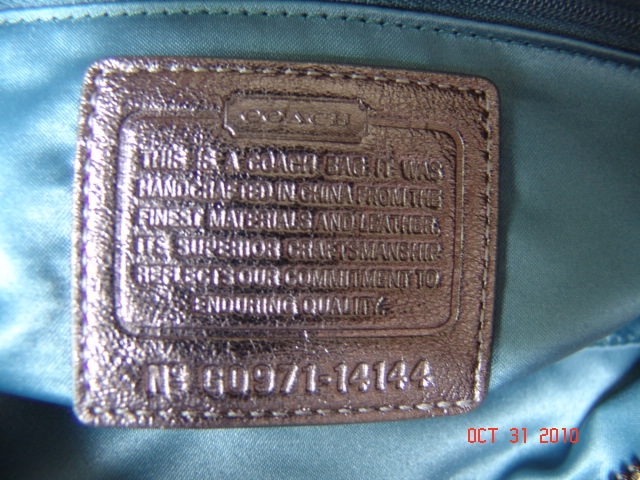 COACH
THIS IS A COACH BAG. IT WAS
HANDCRAFTED IN CHINA FROM THE
FINEST MATERIALS AND LEATHER.
ITS SUPERIOR CRAFTSMANSHIP
REFLECTS OUR COMMITMENT TO
ENDURING QUALITY.
Nº G0971-14144
OCT 31 2010